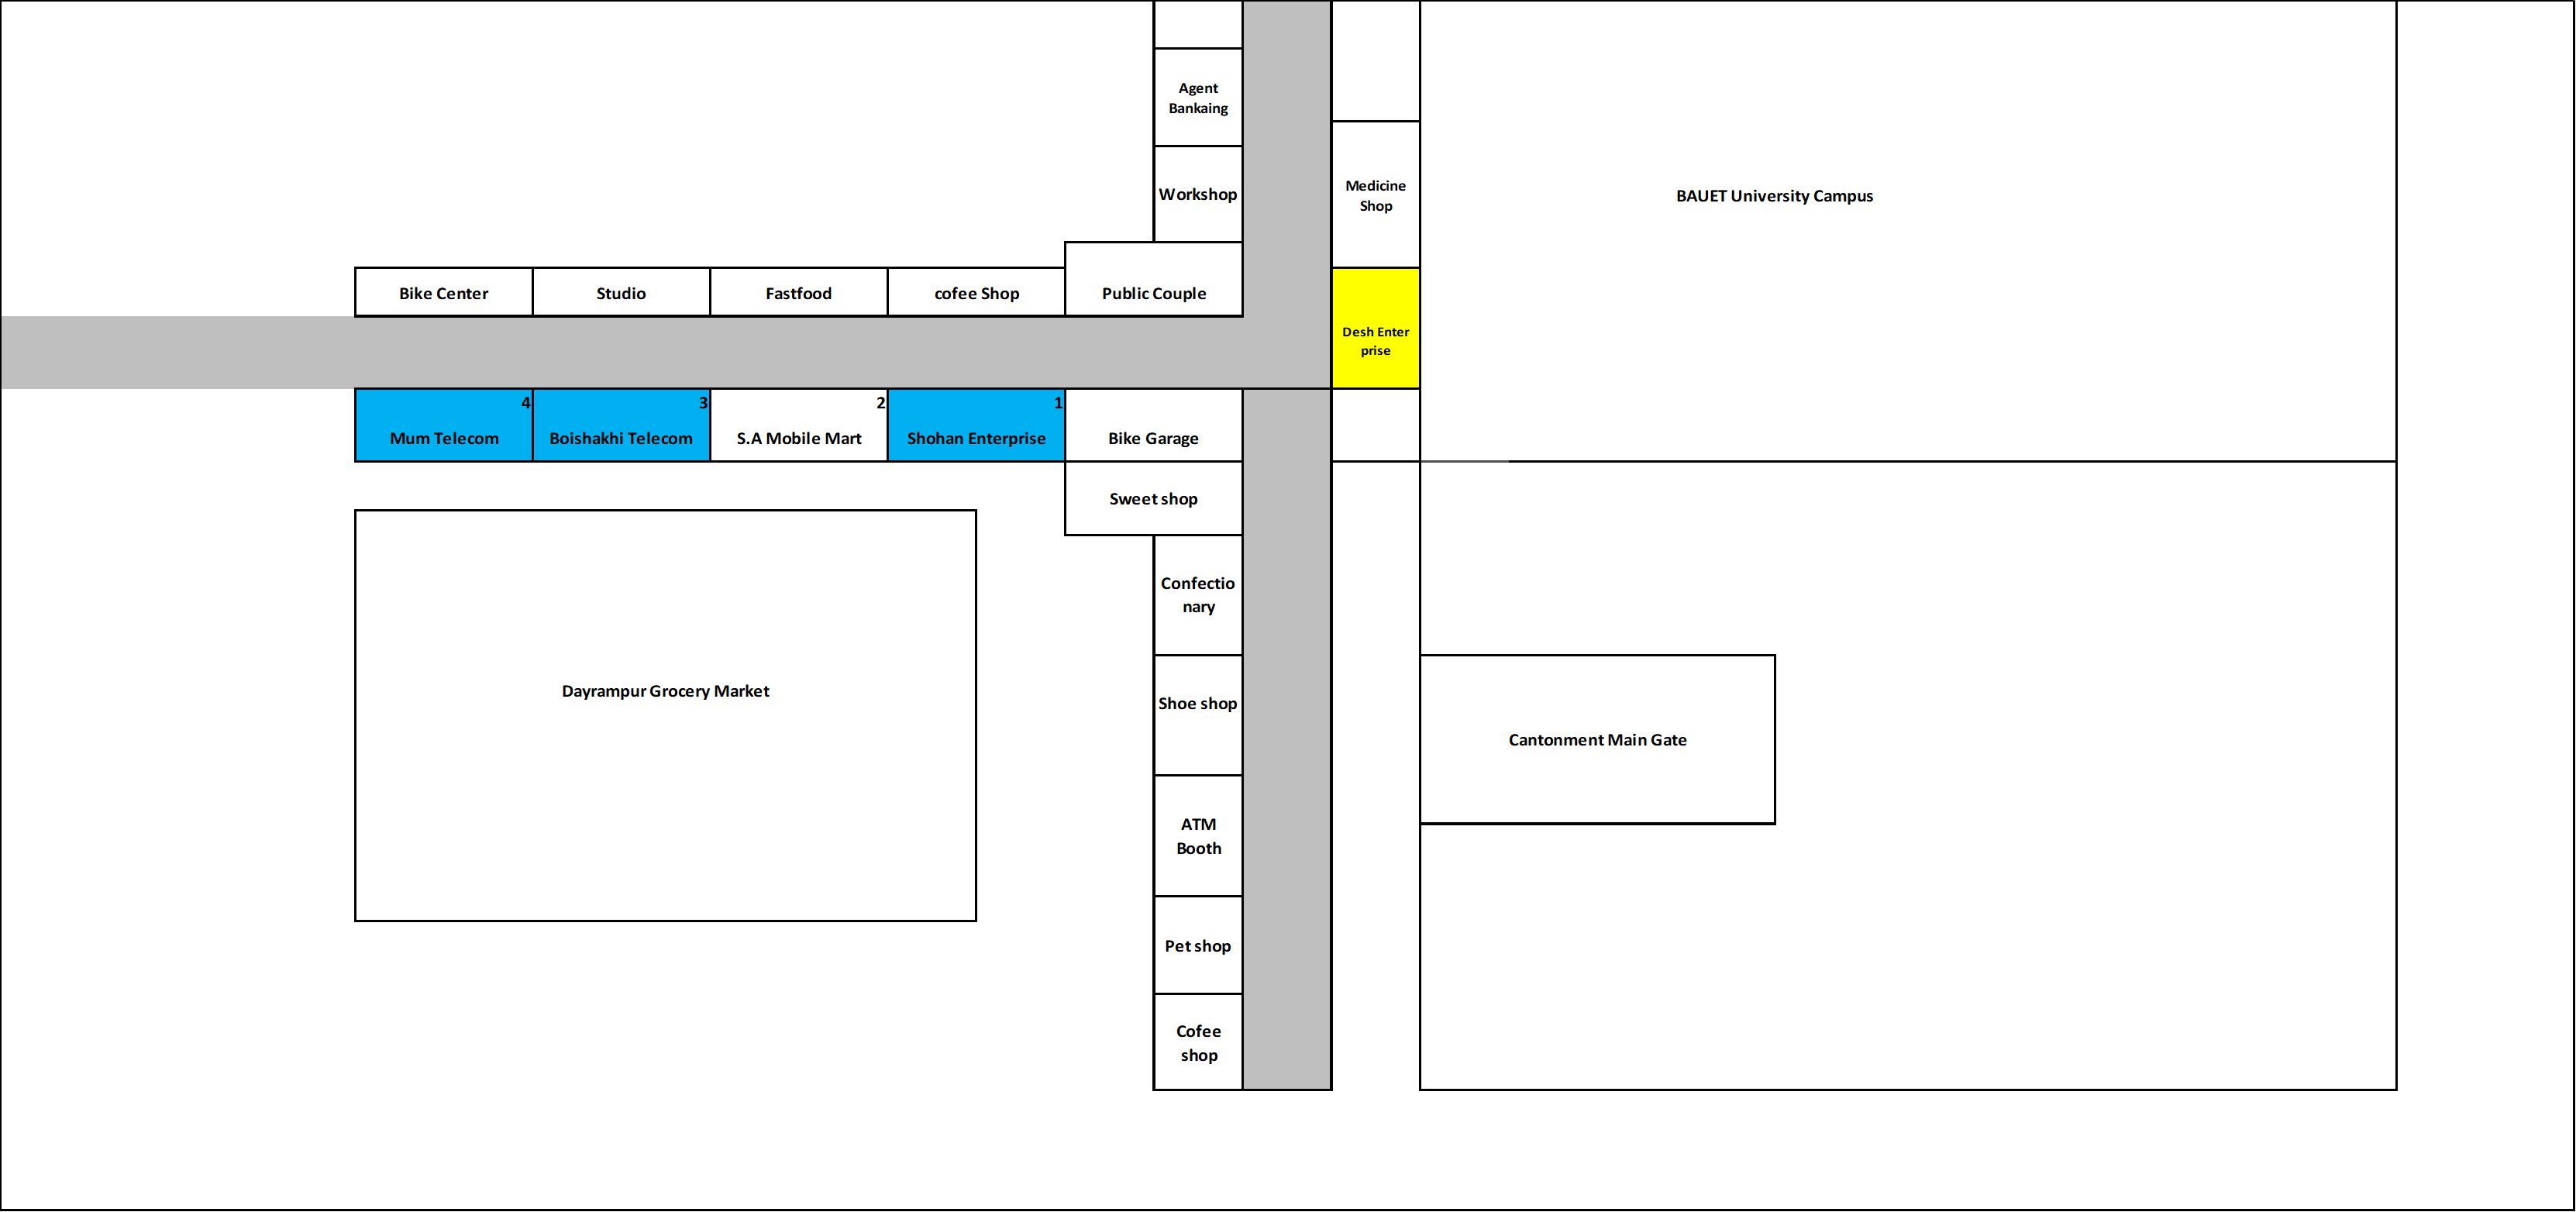 Agent
Bankaing
Workshop
Medicine
Shop
BAUET University Campus
Bike Center
Studio
Fastfood
cofee Shop
Public Couple
Desh Enter
prise
4
Mum Telecom
3
Boishakhi Telecom
2
S.A Mobile Mart
1
Shohan Enterprise
Bike Garage
Sweet shop
Confectio
nary
Dayrampur Grocery Market
Shoe shop
Cantonment Main Gate
ATM
Booth
Pet shop
Cofee
shop